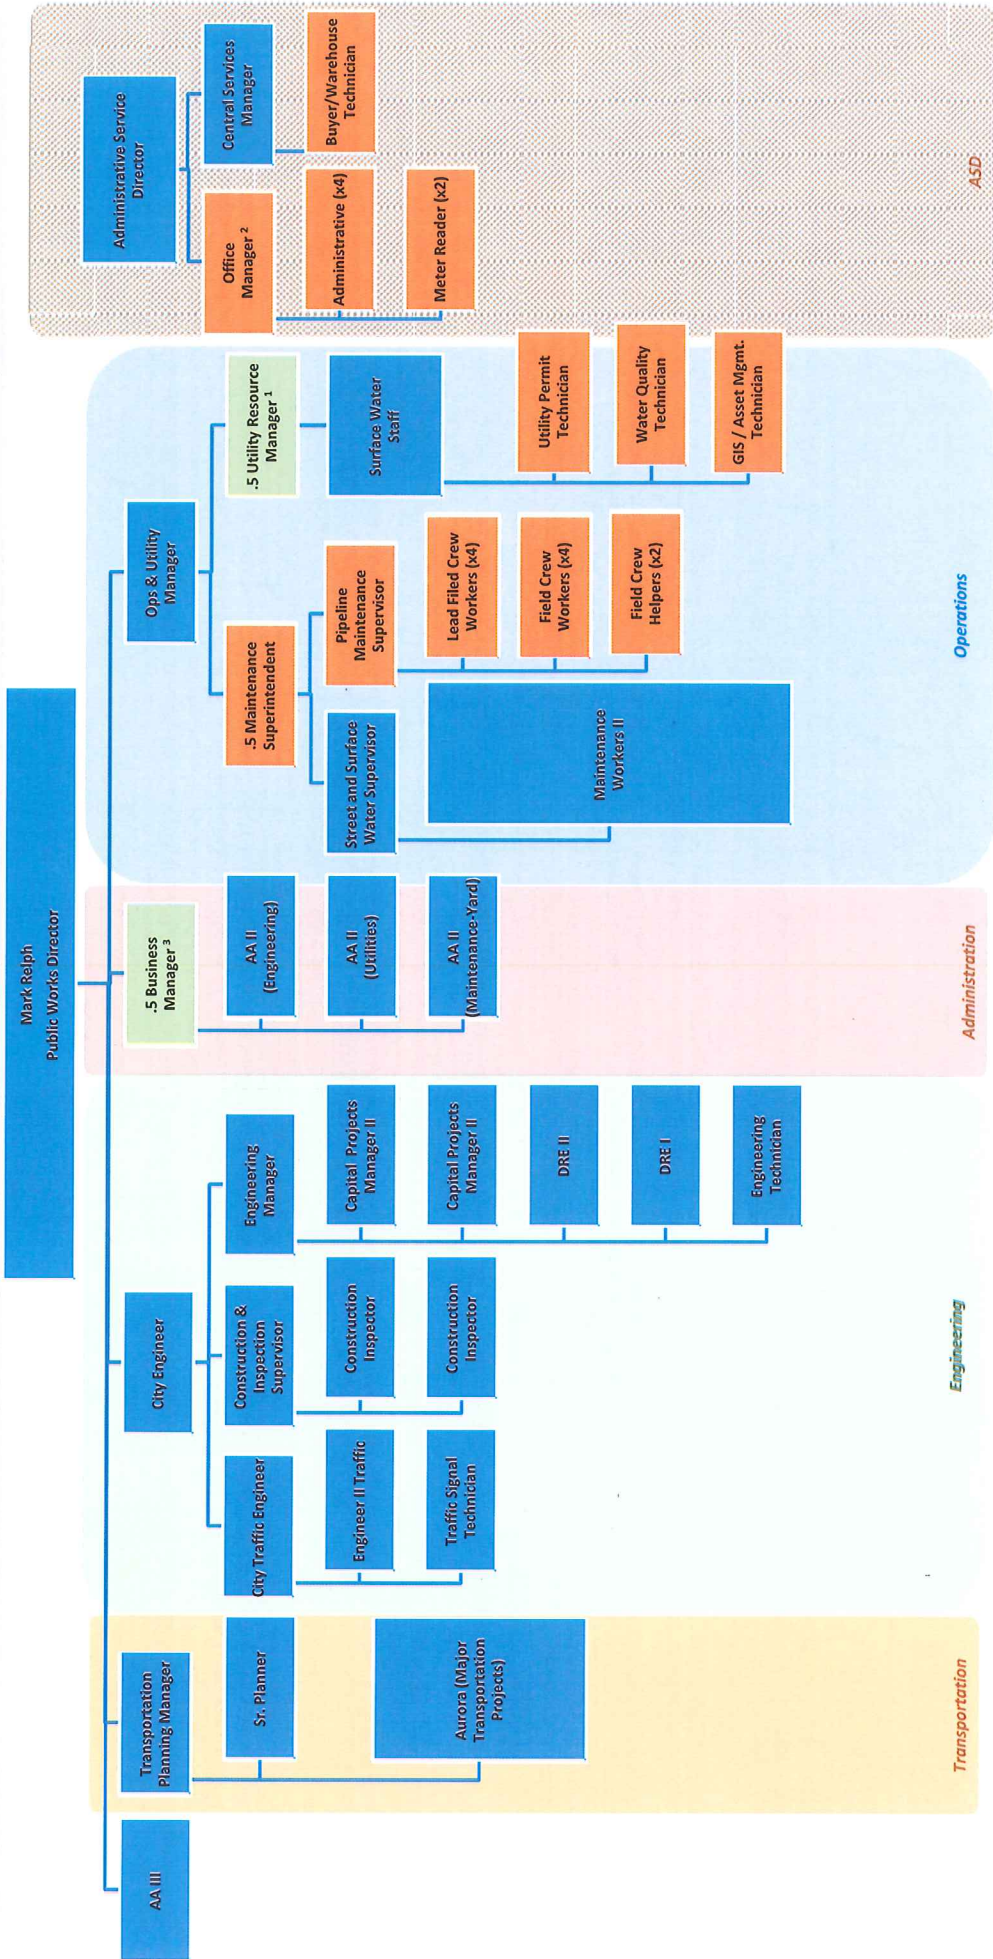 Mark Relph
Public Works Director
AA III
Transportation
Planning Manager
Sr. Planner
Aurora (Major
Transportation
Projects)
Transportation
City Engineer
City Traffic Engineer
Engineer II Traffic
Traffic Signal
Technician
Construction &
Inspection
Supervisor
Construction
Inspector
Construction
Inspector
Engineering
Manager
Capital Projects
Manager II
Capital Projects
Manager II
DRE II
DRE I
Engineering
Technician
Engineering
.5 Business
Manager ³
AA II
(Engineering)
AA II
(Utilities)
AA II
(Maintenance-Yard)
Administration
Ops & Utility
Manager
.5 Maintenance
Superintendent
Street and Surface
Water Supervisor
Maintenance
Workers II
Pipeline
Maintenance
Supervisor
Lead Filed Crew
Workers (x4)
Field Crew
Workers (x4)
Field Crew
Helpers (x2)
.5 Utility Resource
Manager ¹
Surface Water
Staff
Utility Permit
Technician
Water Quality
Technician
GIS / Asset Mgmt.
Technician
Operations
Administrative Service
Director
Office
Manager ²
Administrative (x4)
Meter Reader (x2)
Central Services
Manager
Buyer/Warehouse
Technician
ASD